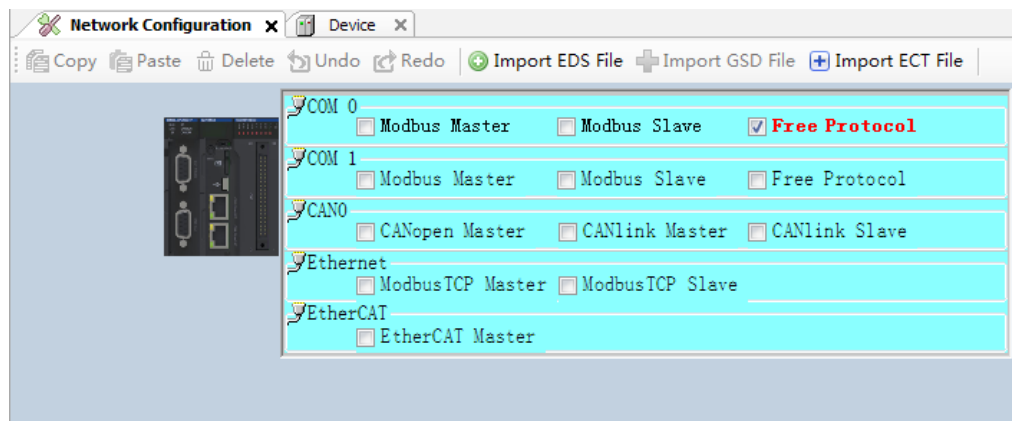 Network Configuration x Device x
Copy Paste Delete Undo Redo Import EDS File Import GSD File Import ECT File
COM 0
Modbus Master Modbus Slave Free Protocol
COM 1
Modbus Master Modbus Slave Free Protocol
CAN0
CANopen Master CANlink Master CANlink Slave
Ethernet
ModbusTCP Master ModbusTCP Slave
EtherCAT
EtherCAT Master